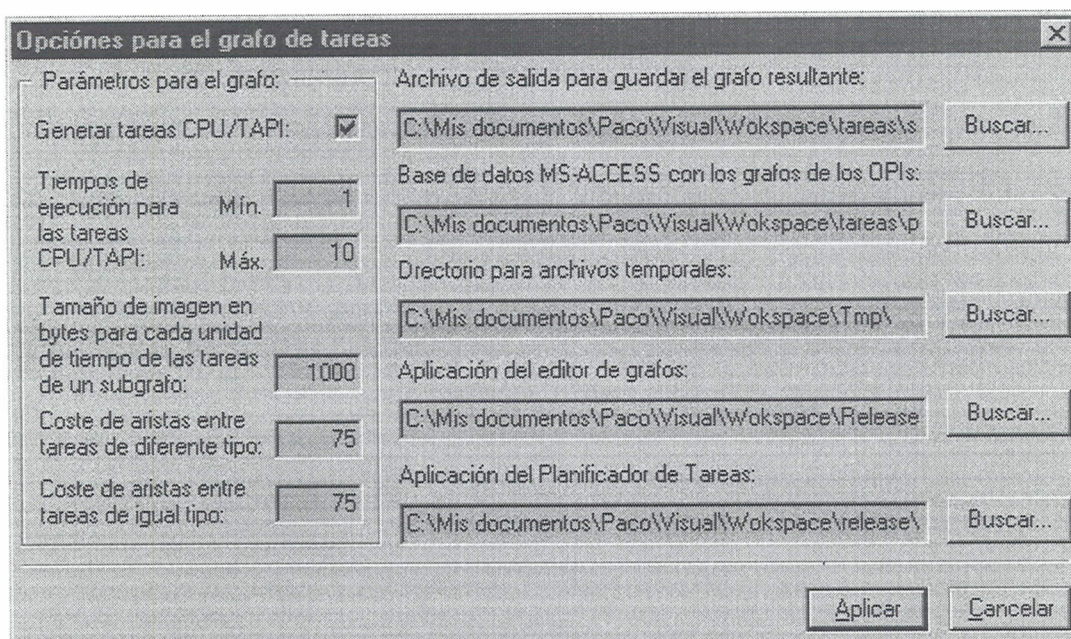 Opciónes para el grafo de tareas
Parámetros para el grafo:
Generar tareas CPU/TAPI:
Tiempos de
ejecución para
las tareas
CPU/TAPI:
Mín. 1
Máx. 10
Tamaño de imagen en
bytes para cada unidad
de tiempo de las tareas
de un subgrafo: 1000
Coste de aristas entre
tareas de diferente tipo: 75
Coste de aristas entre
tareas de igual tipo: 75
Archivo de salida para guardar el grafo resultante:
C:\Mis documentos\Paco\Visual\Wokspace\tareas\s Buscar...
Base de datos MS-ACCESS con los grafos de los OPIs:
C:\Mis documentos\Paco\Visual\Wokspace\tareas\p Buscar...
Drectorio para archivos temporales:
C:\Mis documentos\Paco\Visual\Wokspace\Tmp\ Buscar...
Aplicación del editor de grafos:
C:\Mis documentos\Paco\Visual\Wokspace\Release Buscar...
Aplicación del Planificador de Tareas:
C:\Mis documentos\Paco\Visual\Wokspace\release\ Buscar...
Aplicar Cancelar